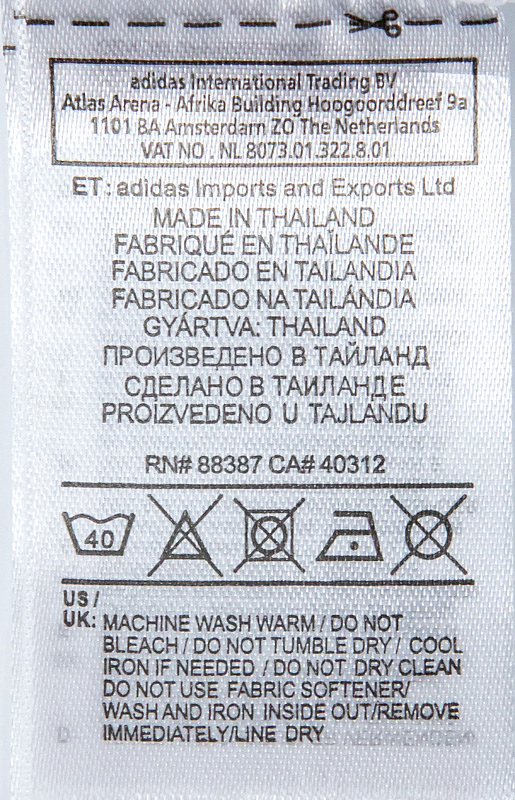 adidas International Trading BV
Atlas Arena - Afrika Building Hoogoorddreef 9a
1101 BA Amsterdam ZO The Netherlands
VAT NO . NL 8073.01.322.8.01
ET: adidas Imports and Exports Ltd
MADE IN THAILAND
FABRIQUÉ EN THAÏLANDE
FABRICADO EN TAILANDIA
FABRICADO NA TAILÁNDIA
GYÁRTVA: THAILAND
ПРОИЗВЕДЕНО В ТАЙЛАНД
СДЕЛАНО В ТАИЛАНДЕ
PROIZVEDENO U TAJLANDU
RN# 88387 CA# 40312
40
US /
UK: MACHINE WASH WARM / DO NOT
BLEACH / DO NOT TUMBLE DRY / COOL
IRON IF NEEDED / DO NOT DRY CLEAN
DO NOT USE FABRIC SOFTENER/
WASH AND IRON INSIDE OUT/REMOVE
IMMEDIATELY/LINE DRY